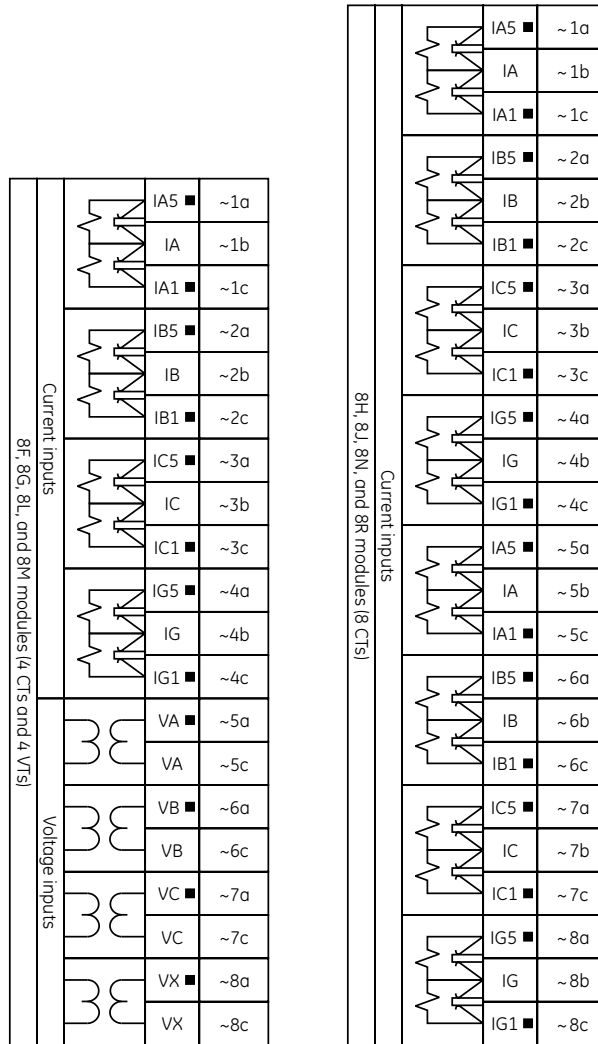 IA5 ■ ~1a
IA ~1b
IA1 ■ ~1c
IB5 ■ ~2a
IB ~2b
IB1 ■ ~2c
IC5 ■ ~3a
IC ~3b
IC1 ■ ~3c
IG5 ■ ~4a
IG ~4b
IG1 ■ ~4c
VA ■ ~5a
VA ~5c
VB ■ ~6a
VB ~6c
VC ■ ~7a
VC ~7c
VX ■ ~8a
VX ~8c
Current inputs
Voltage inputs
8F, 8G, 8L, and 8M modules (4 CTs and 4 VTs)
IA5 ■ ~1a
IA ~1b
IA1 ■ ~1c
IB5 ■ ~2a
IB ~2b
IB1 ■ ~2c
IC5 ■ ~3a
IC ~3b
IC1 ■ ~3c
IG5 ■ ~4a
IG ~4b
IG1 ■ ~4c
IA5 ■ ~5a
IA ~5b
IA1 ■ ~5c
IB5 ■ ~6a
IB ~6b
IB1 ■ ~6c
IC5 ■ ~7a
IC ~7b
IC1 ■ ~7c
IG5 ■ ~8a
IG ~8b
IG1 ■ ~8c
Current inputs
8H, 8J, 8N, and 8R modules (8 CTs)